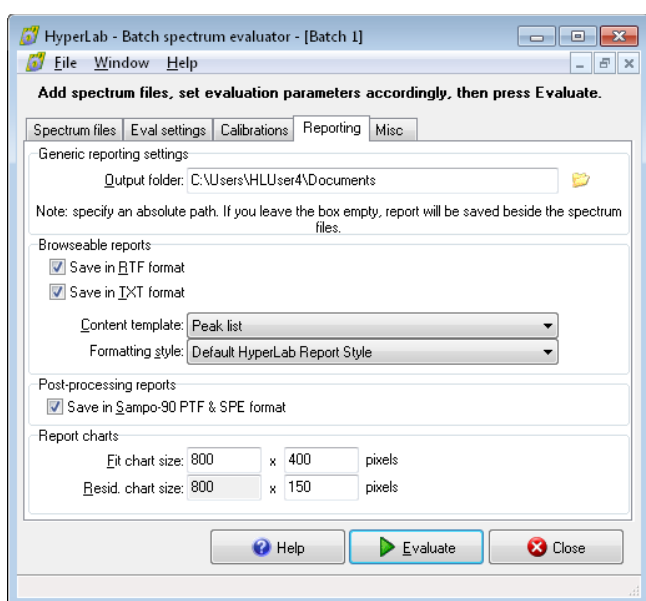 HyperLab - Batch spectrum evaluator - [Batch 1]
File Window Help
Add spectrum files, set evaluation parameters accordingly, then press Evaluate.
Spectrum files Eval settings Calibrations Reporting Misc
Generic reporting settings
Output folder: C:\Users\HLUser4\Documents
Note: specify an absolute path. If you leave the box empty, report will be saved beside the spectrum
files.
Browseable reports
Save in RTF format
Save in TXT format
Content template: Peak list
Formatting style: Default HyperLab Report Style
Post-processing reports
Save in Sampo-90 PTF & SPE format
Report charts
Fit chart size: 800 x 400 pixels
Resid. chart size: 800 x 150 pixels
Help Evaluate Close